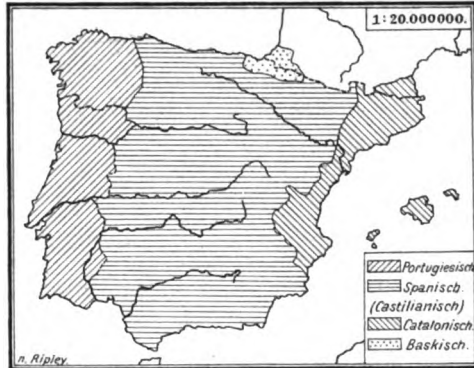 1:20.000000.
Portugiesisch.
Spanisch.
(Castilianisch)
Catalonisch.
Baskisch.
n. Ripley.